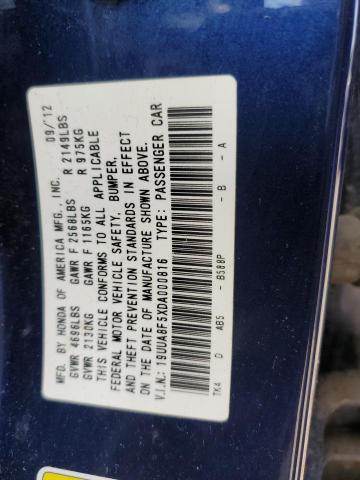 MFD. BY HONDA OF AMERICA MFG., INC. 09/'12
GVWR 4696LBS GAWR F 2568LBS R 2149LBS
GVWR 2130KG GAWR F 1165KG R 975KG
THIS VEHICLE CONFORMS TO ALL APPLICABLE
FEDERAL MOTOR VEHICLE SAFETY, BUMPER,
AND THEFT PREVENTION STANDARDS IN EFFECT
ON THE DATE OF MANUFACTURE SHOWN ABOVE.
V.I.N.: 19UUA8F5XDA000816 TYPE: PASSENGER CAR
TK4 D AB5 - B588P - B - A